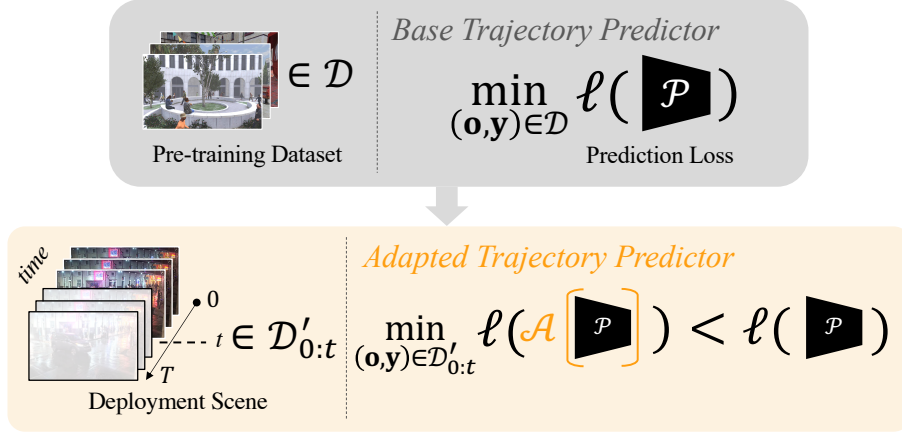 ∈ 𝒟
Pre-training Dataset
Base Trajectory Predictor
min ℓ( 𝒫 )
(o,y)∈𝒟
Prediction Loss
time
0
t
T
∈ 𝒟′₀:ₜ
Deployment Scene
Adapted Trajectory Predictor
min ℓ(𝒜[ 𝒫 ]) < ℓ( 𝒫 )
(o,y)∈𝒟′₀:ₜ